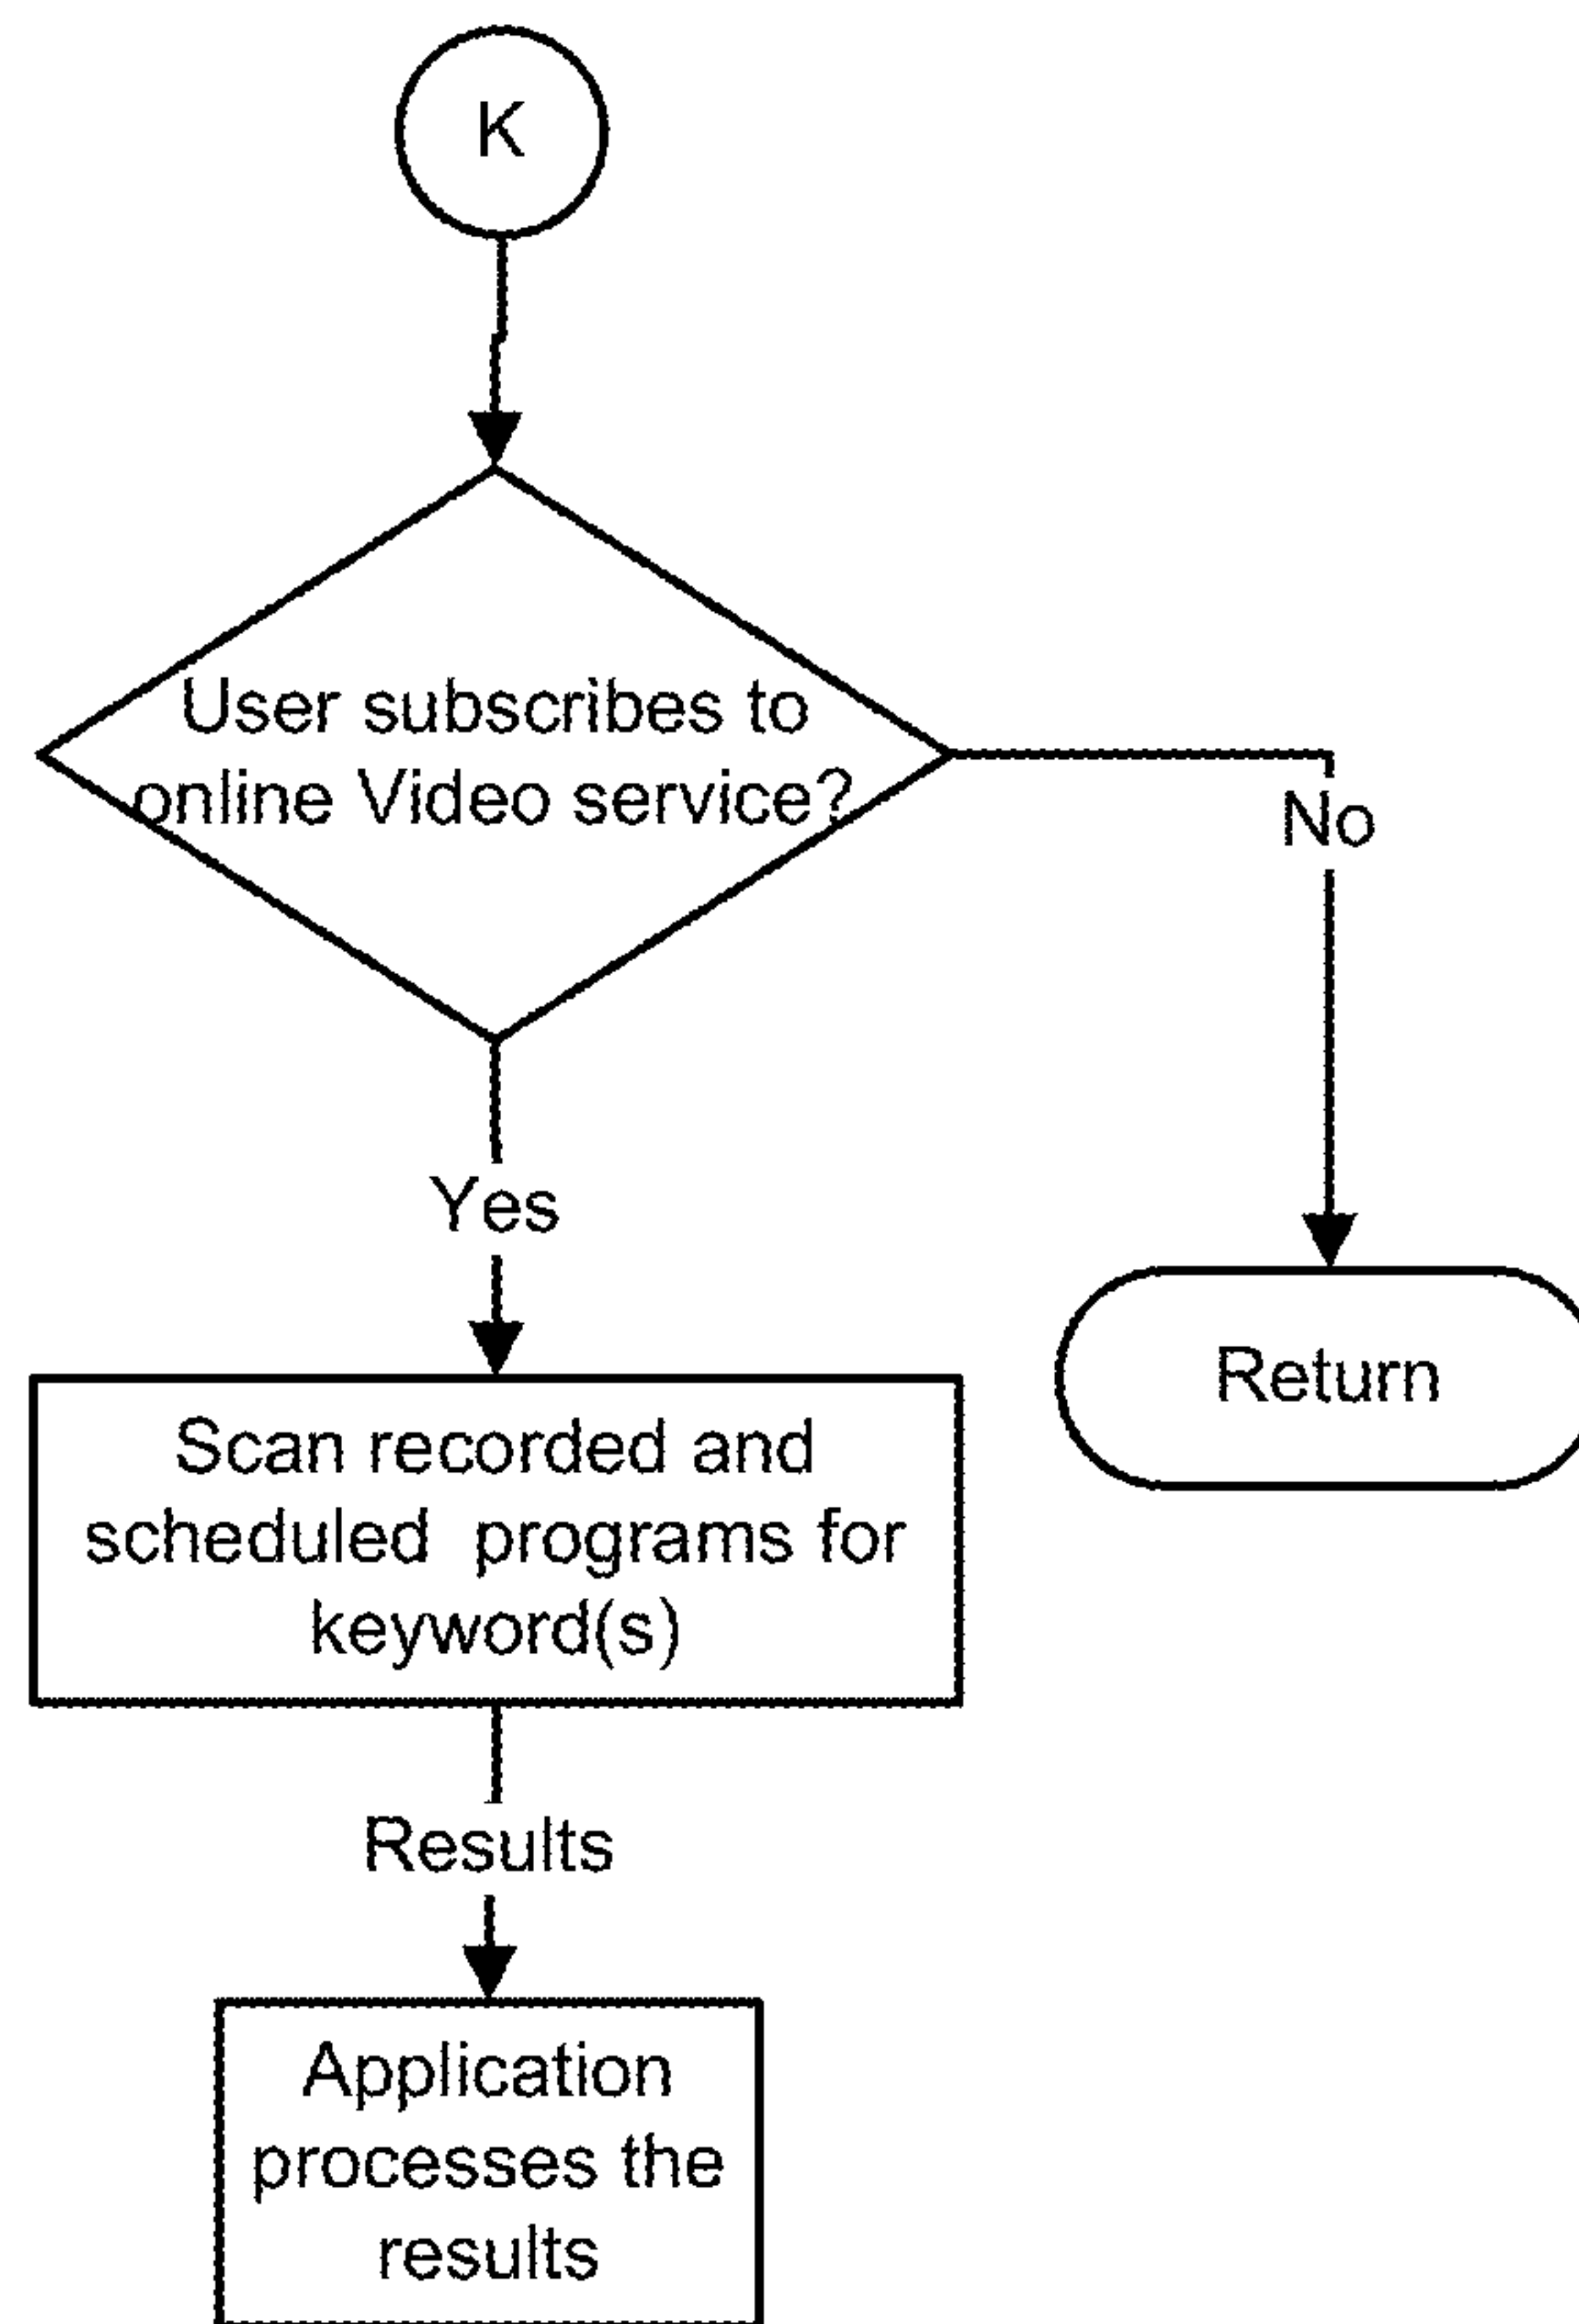 K
User subscribes to
online Video service?
No
Yes
Return
Scan recorded and
scheduled programs for
keyword(s)
Results
Application
processes the
results